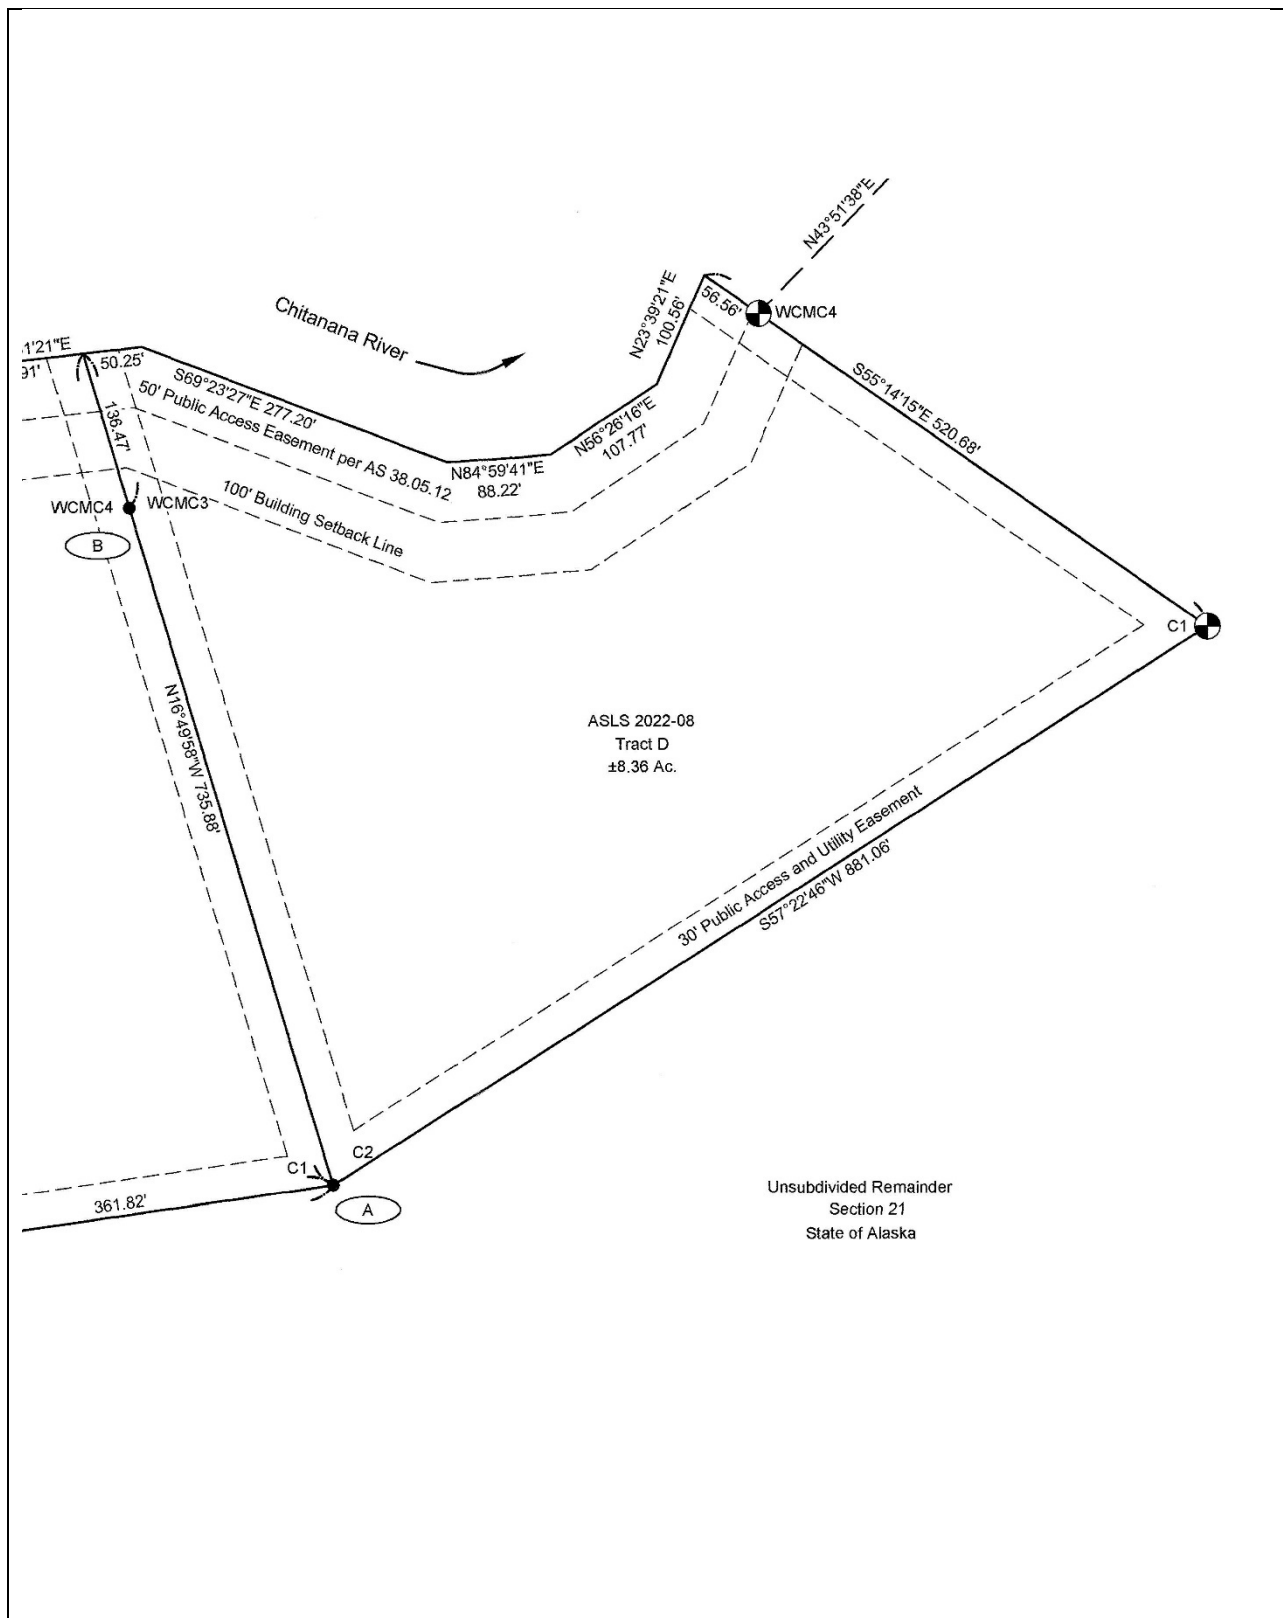 N43°51'38"E
Chitanana River
N23°39'21"E
100.56'
56.56'
WCMC4
1'21"E
91'
50.25'
S69°23'27"E 277.20'
50' Public Access Easement per AS 38.05.12
S55°14'15"E 520.68'
136.47'
N56°26'16"E
107.77'
N84°59'41"E
88.22'
100' Building Setback Line
WCMC4
WCMC3
B
C1
N16°49'58"W 735.88'
ASLS 2022-08
Tract D
±8.36 Ac.
30' Public Access and Utility Easement
S57°22'46"W 881.06'
C2
C1
361.82'
A
Unsubdivided Remainder
Section 21
State of Alaska